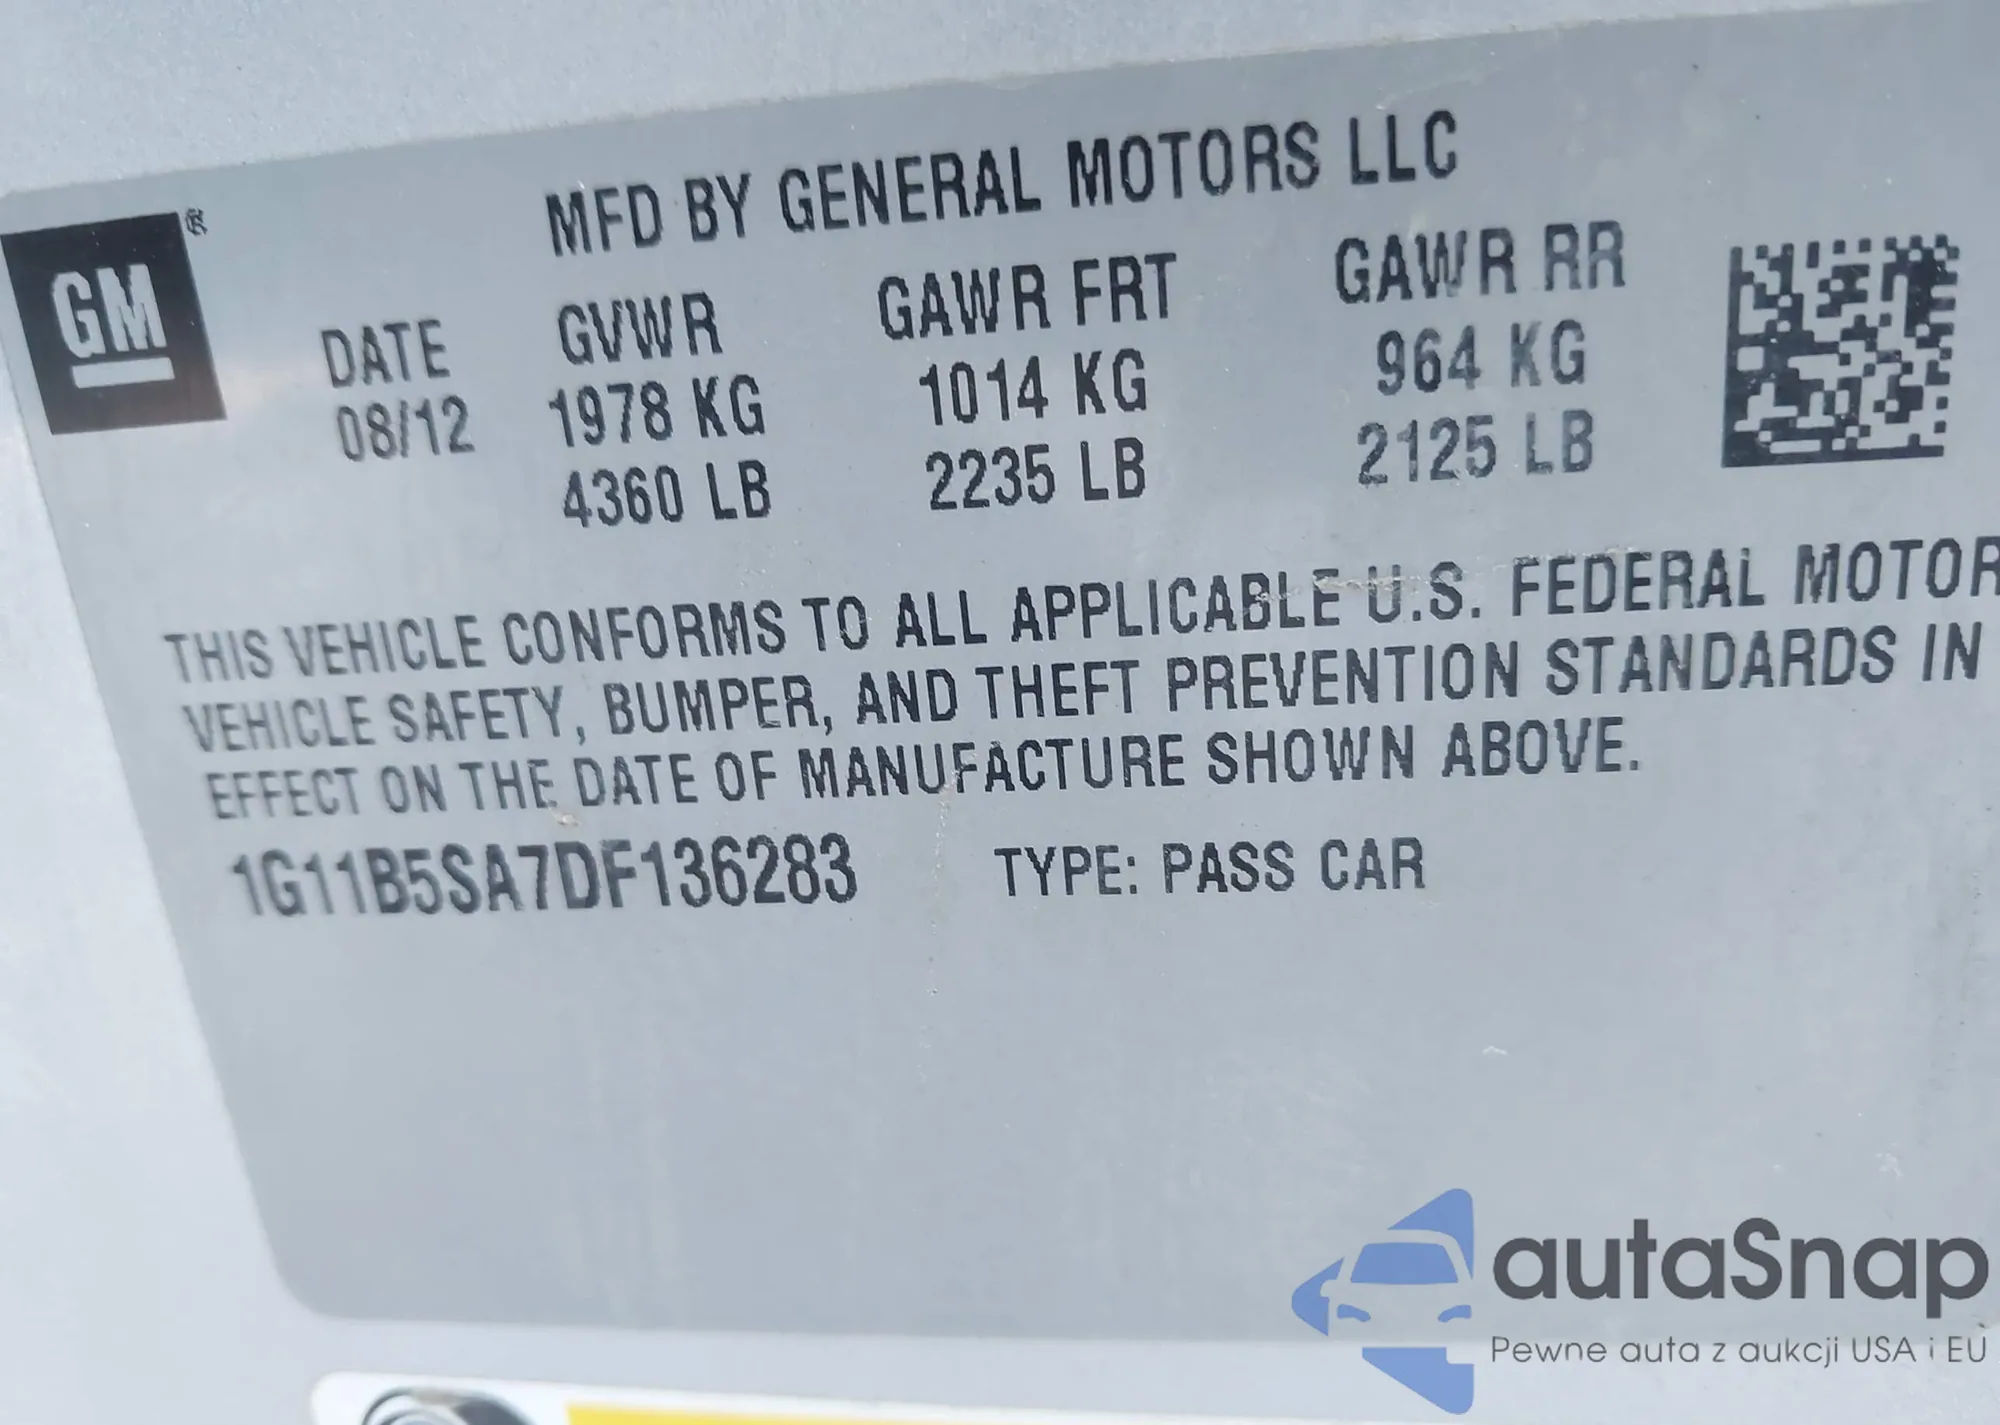 MFD BY GENERAL MOTORS LLC
GM ®
DATE GVWR GAWR FRT GAWR RR
08/12 1978 KG 1014 KG 964 KG
4360 LB 2235 LB 2125 LB
THIS VEHICLE CONFORMS TO ALL APPLICABLE U.S. FEDERAL MOTOR
VEHICLE SAFETY, BUMPER, AND THEFT PREVENTION STANDARDS IN
EFFECT ON THE DATE OF MANUFACTURE SHOWN ABOVE.
1G11B5SA7DF136283 TYPE: PASS CAR
autaSnap
Pewne auta z aukcji USA i EU